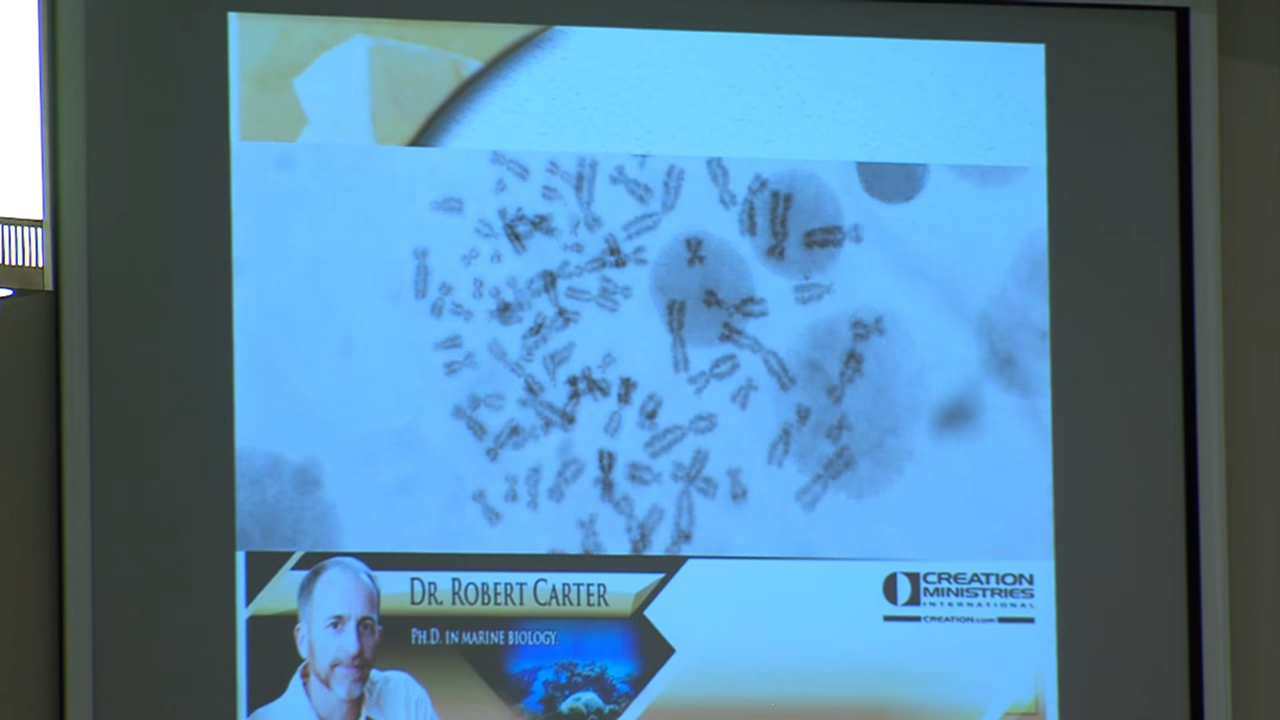 DR. ROBERT CARTER
PH.D. IN MARINE BIOLOGY
CREATION
MINISTRIES
INTERNATIONAL
CREATION.com